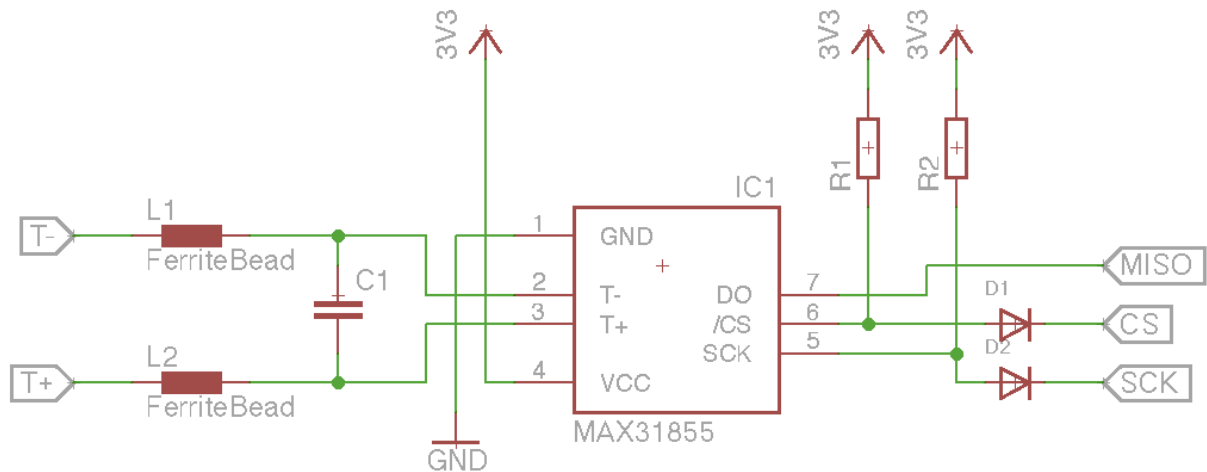 3V3
3V3
3V3
R1
R2
IC1
L1
T-
FerriteBead
1
GND
MISO
C1
2
T-
DO
7
D1
3
T+
/CS
6
CS
SCK
5
D2
L2
T+
4
VCC
SCK
FerriteBead
MAX31855
GND